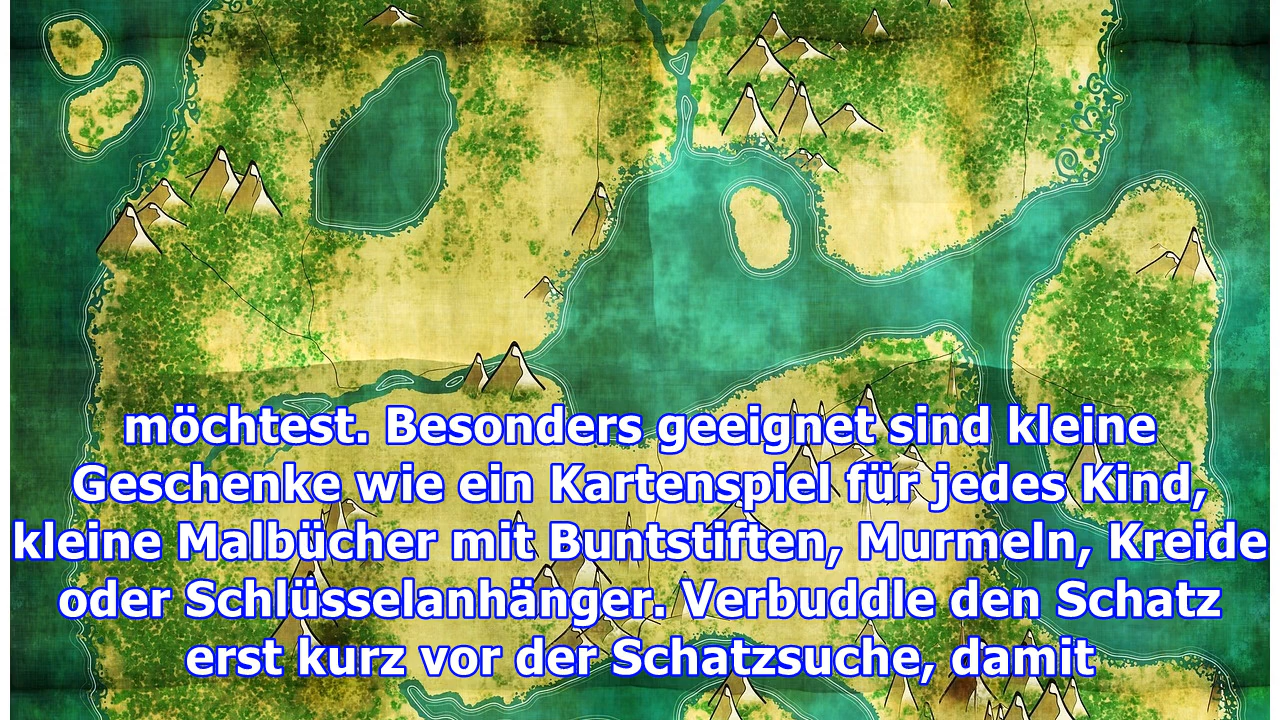 möchtest. Besonders geeignet sind kleine
Geschenke wie ein Kartenspiel für jedes Kind,
kleine Malbücher mit Buntstiften, Murmeln, Kreide
oder Schlüsselanhänger. Verbuddle den Schatz
erst kurz vor der Schatzsuche, damit